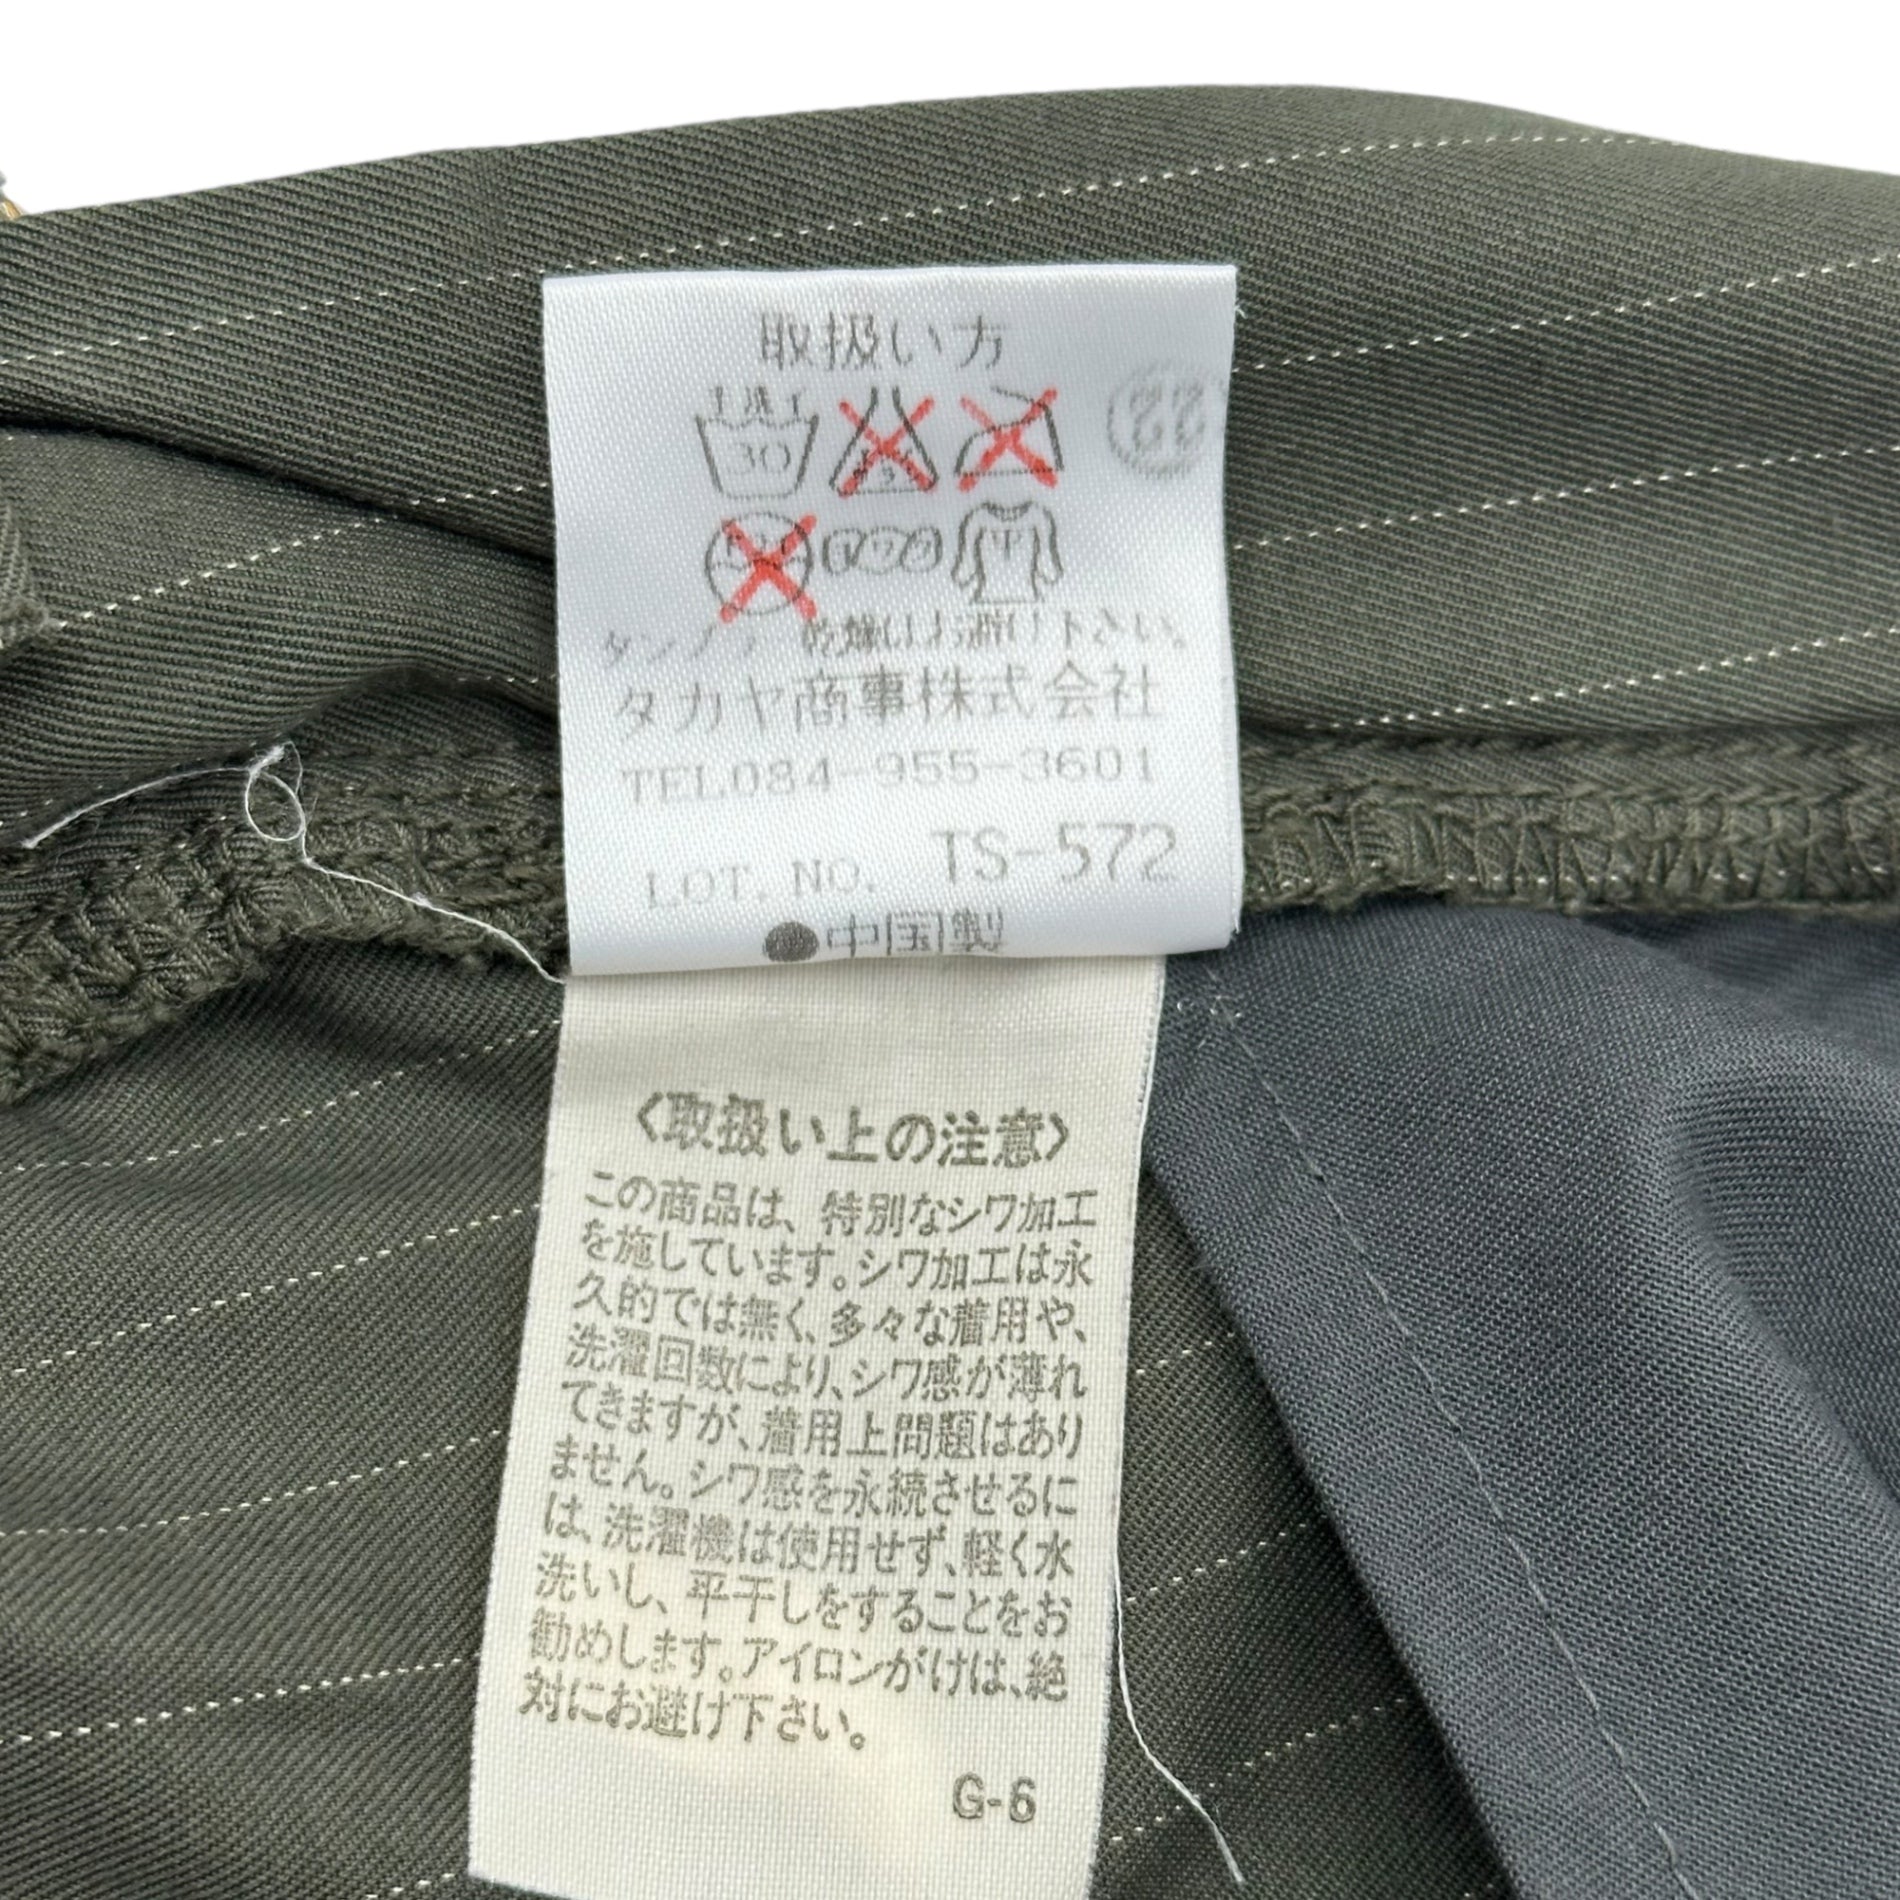 取扱い方
手洗イ
30
22
平
タンブラー乾燥はお避け下さい。
タカヤ商事株式会社
TEL084-955-3601
LOT. NO. TS-572
●中国製
〈取扱い上の注意〉
この商品は、特別なシワ加工
を施しています。シワ加工は永
久的では無く、多々な着用や、
洗濯回数により、シワ感が薄れ
てきますが、着用上問題はあり
ません。シワ感を永続させるに
は、洗濯機は使用せず、軽く水
洗いし、平干しをすることをお
勧めします。アイロンがけは、絶
対にお避け下さい。
G-6